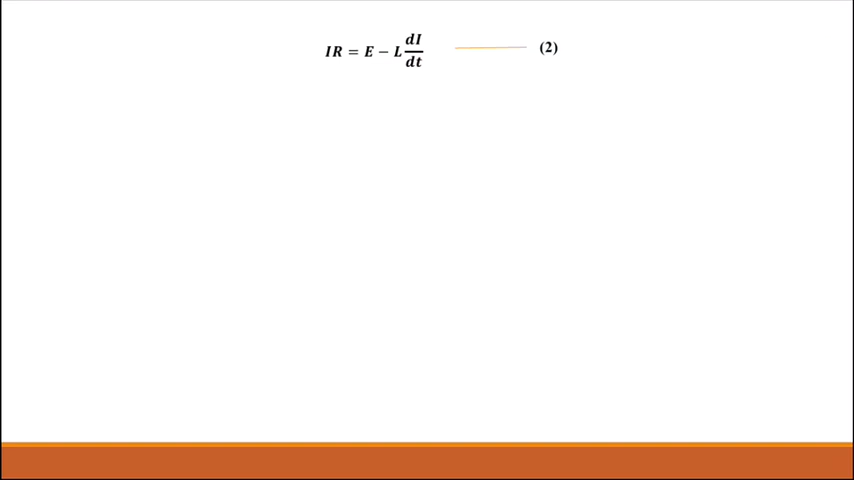 IR = E − L dI/dt (2)